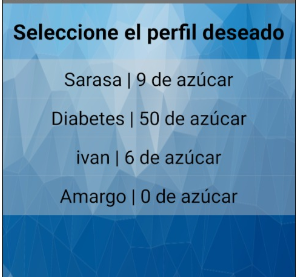 Seleccione el perfil deseado
Sarasa | 9 de azúcar
Diabetes | 50 de azúcar
ivan | 6 de azúcar
Amargo | 0 de azúcar